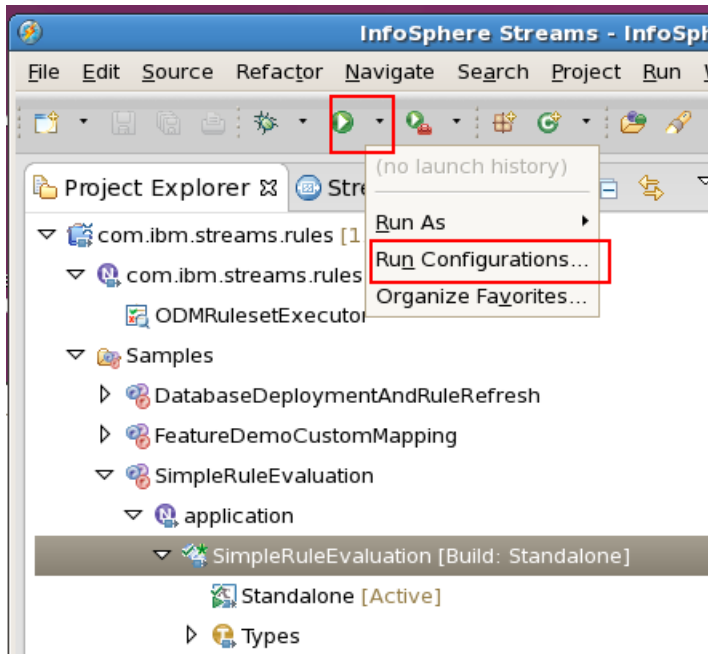 InfoSphere Streams - InfoSph
File Edit Source Refactor Navigate Search Project Run
(no launch history)
Project Explorer Stre
Run As
com.ibm.streams.rules [1
Run Configurations...
com.ibm.streams.rules
Organize Favorites...
ODMRulesetExecutor
Samples
DatabaseDeploymentAndRuleRefresh
FeatureDemoCustomMapping
SimpleRuleEvaluation
application
SimpleRuleEvaluation [Build: Standalone]
Standalone [Active]
Types